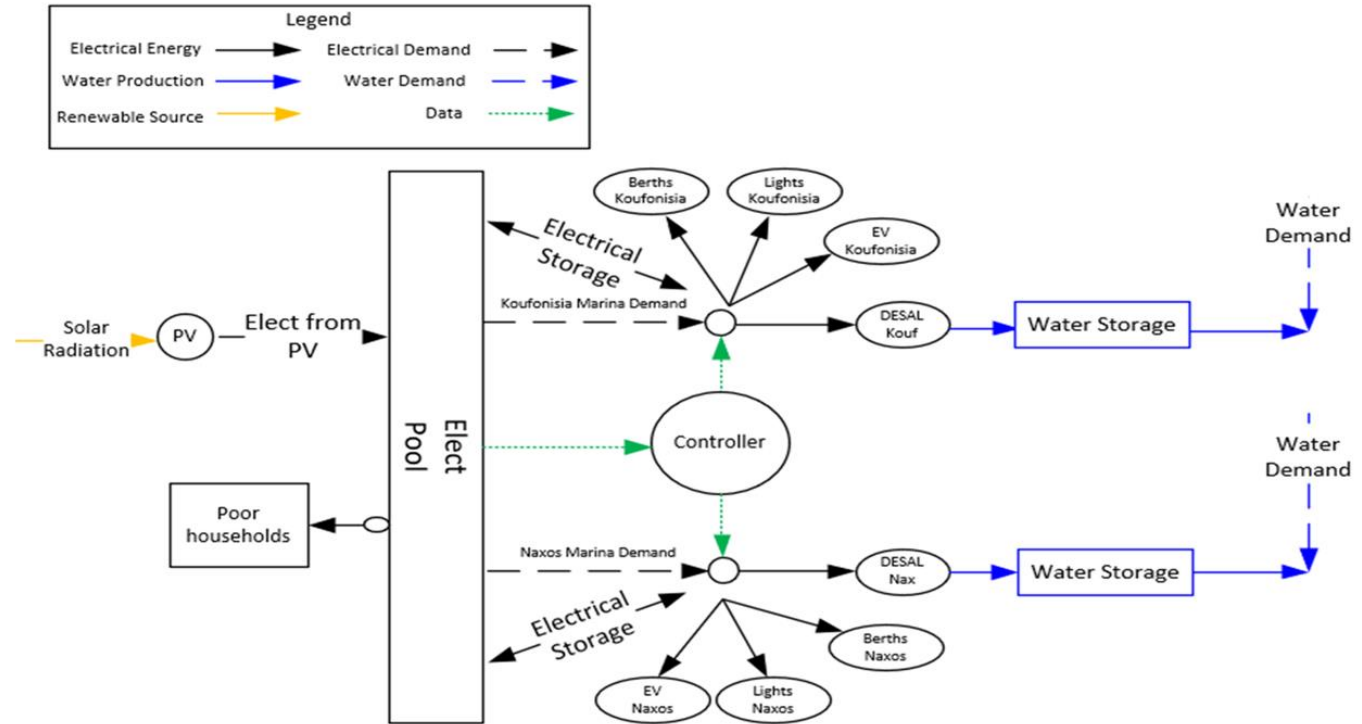 Legend
Electrical Energy
Electrical Demand
Water Production
Water Demand
Renewable Source
Data
Berths
Koufonisia
Lights
Koufonisia
EV
Koufonisia
Water
Demand
Electrical
Storage
Koufonisia Marina Demand
Solar
Radiation
PV
Elect from
PV
DESAL
Kouf
Water Storage
Elect
Pool
Controller
Water
Demand
Poor
households
Naxos Marina Demand
DESAL
Nax
Water Storage
Electrical
Storage
Berths
Naxos
EV
Naxos
Lights
Naxos